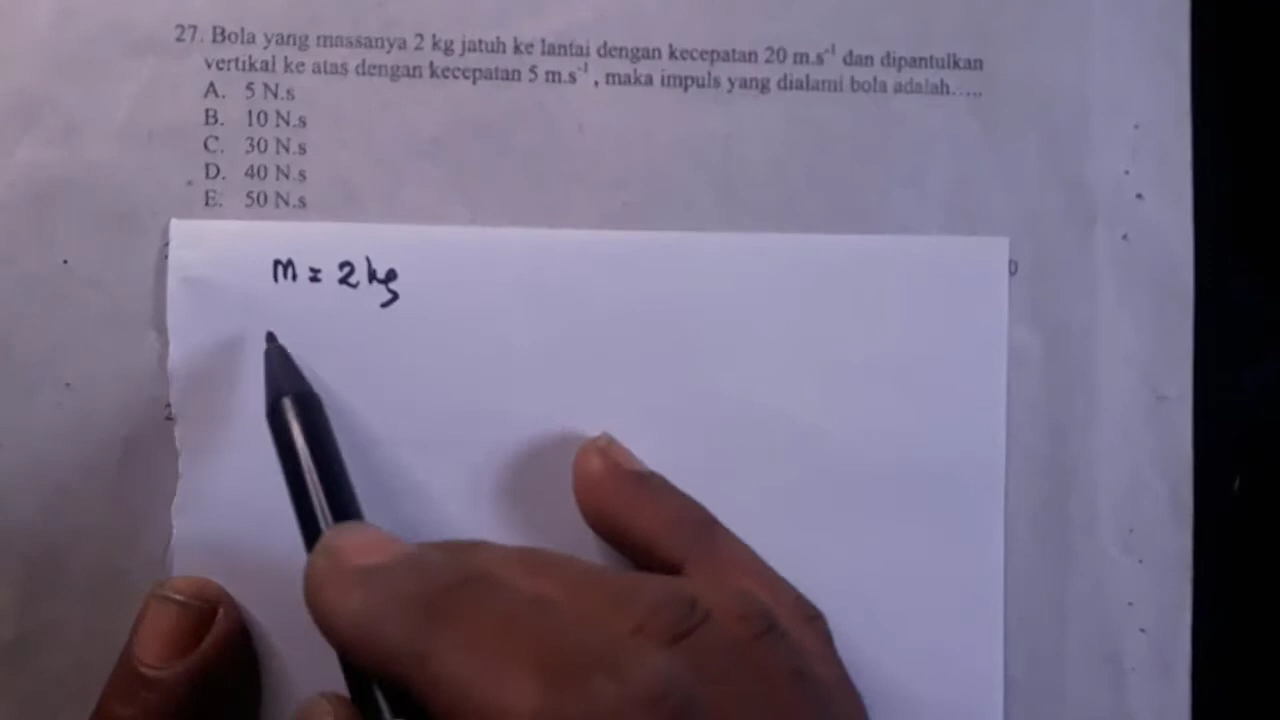 27. Bola yang massanya 2 kg jatuh ke lantai dengan kecepatan 20 m.s⁻¹ dan dipantulkan
vertikal ke atas dengan kecepatan 5 m.s⁻¹, maka impuls yang dialami bola adalah.....
A. 5 N.s
B. 10 N.s
C. 30 N.s
D. 40 N.s
E. 50 N.s
m = 2 kg